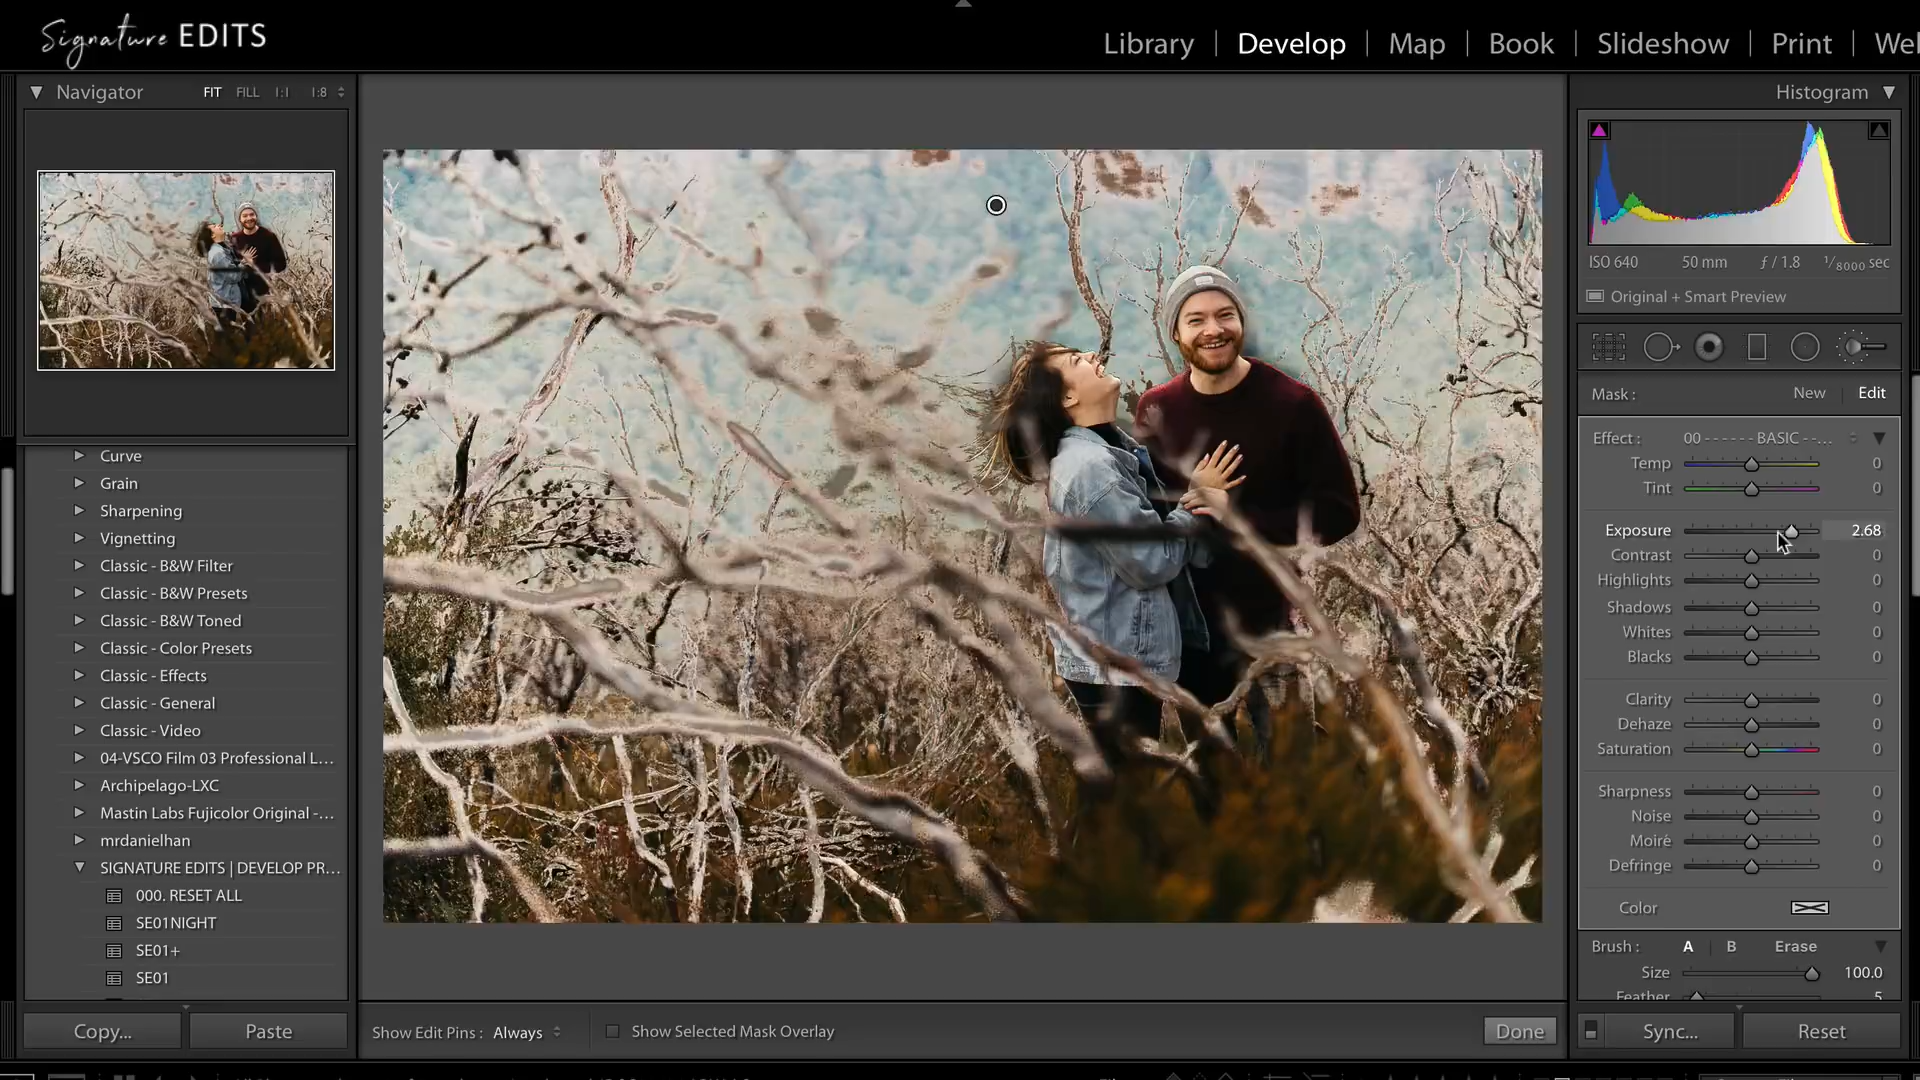 Signature EDITS
Library | Develop | Map | Book | Slideshow | Print | We
Navigator FIT FILL 1:1 1:8
Histogram
ISO 640 50 mm ƒ / 1.8 1/8000 sec
Original + Smart Preview
Mask : New Edit
Effect : 00 - - - - - - BASIC - -...
Temp 0
Tint 0
Exposure 2.68
Contrast 0
Highlights 0
Shadows 0
Whites 0
Blacks 0
Clarity 0
Dehaze 0
Saturation 0
Sharpness 0
Noise 0
Moiré 0
Defringe 0
Color
Brush : A | B Erase
Size 100.0
Feather 5
Curve
Grain
Sharpening
Vignetting
Classic - B&W Filter
Classic - B&W Presets
Classic - B&W Toned
Classic - Color Presets
Classic - Effects
Classic - General
Classic - Video
04-VSCO Film 03 Professional L...
Archipelago-LXC
Mastin Labs Fujicolor Original -...
mrdanielhan
SIGNATURE EDITS | DEVELOP PR...
000. RESET ALL
SE01NIGHT
SE01+
SE01
Copy... Paste
Show Edit Pins : Always Show Selected Mask Overlay Done
Sync... Reset